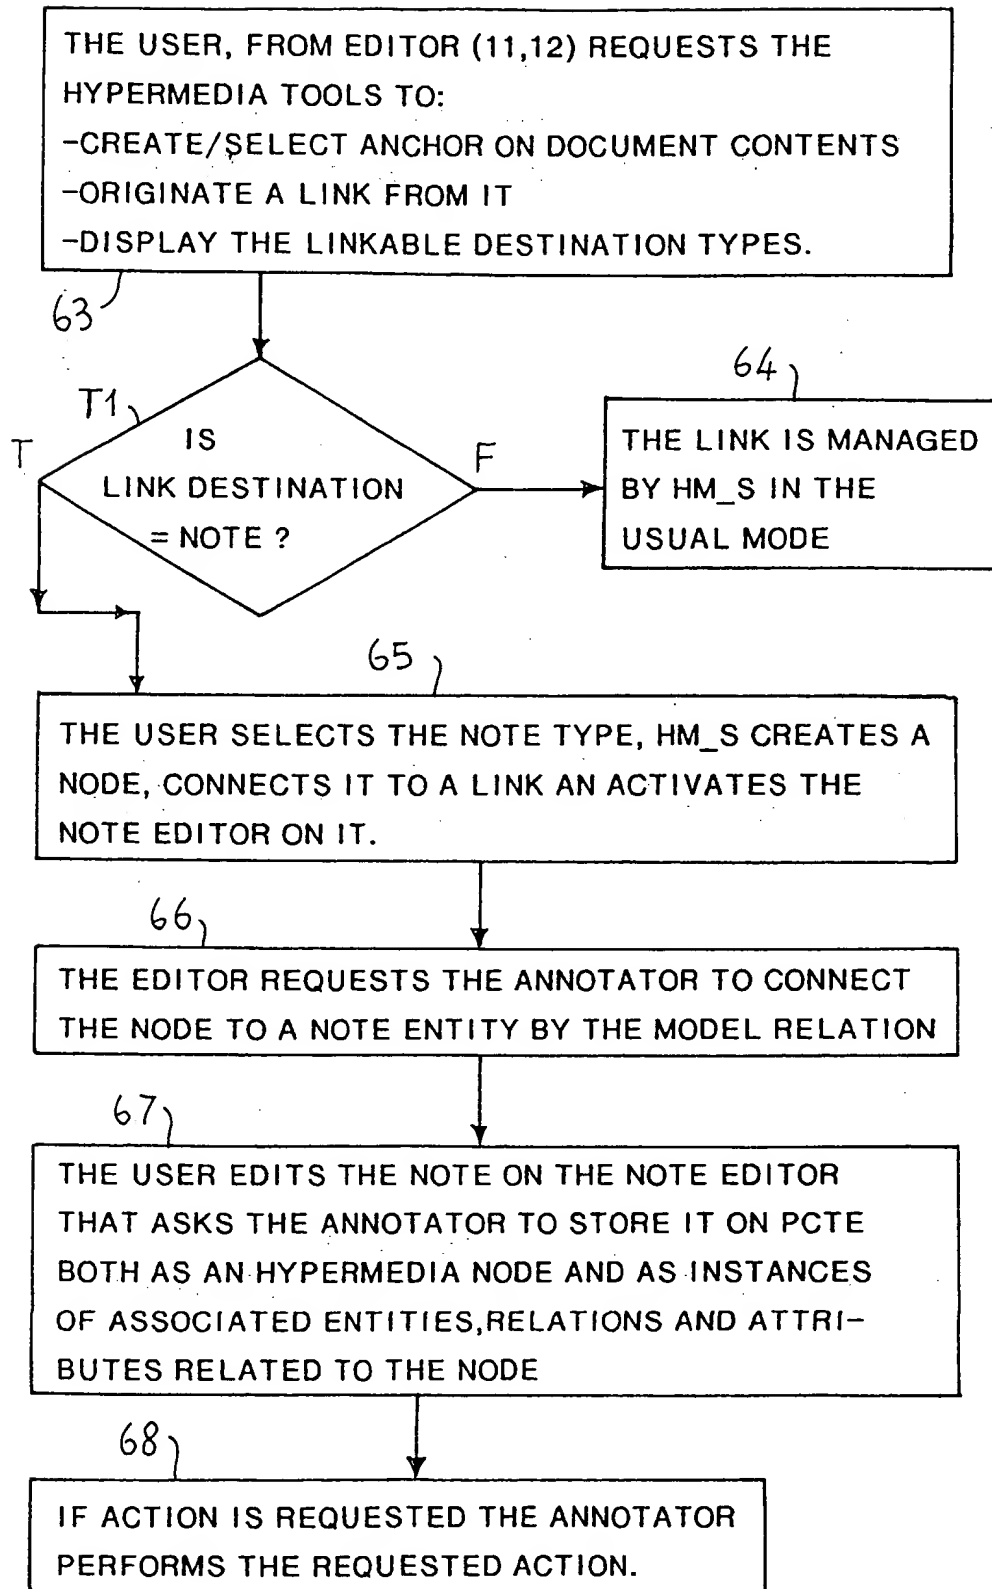 THE USER, FROM EDITOR (11,12) REQUESTS THE
HYPERMEDIA TOOLS TO:
-CREATE/SELECT ANCHOR ON DOCUMENT CONTENTS
-ORIGINATE A LINK FROM IT
-DISPLAY THE LINKABLE DESTINATION TYPES.
63
T1
T
IS
LINK DESTINATION
= NOTE ?
F
64
THE LINK IS MANAGED
BY HM_S IN THE
USUAL MODE
65
THE USER SELECTS THE NOTE TYPE, HM_S CREATES A
NODE, CONNECTS IT TO A LINK AN ACTIVATES THE
NOTE EDITOR ON IT.
66
THE EDITOR REQUESTS THE ANNOTATOR TO CONNECT
THE NODE TO A NOTE ENTITY BY THE MODEL RELATION
67
THE USER EDITS THE NOTE ON THE NOTE EDITOR
THAT ASKS THE ANNOTATOR TO STORE IT ON PCTE
BOTH AS AN HYPERMEDIA NODE AND AS INSTANCES
OF ASSOCIATED ENTITIES,RELATIONS AND ATTRI-
BUTES RELATED TO THE NODE
68
IF ACTION IS REQUESTED THE ANNOTATOR
PERFORMS THE REQUESTED ACTION.